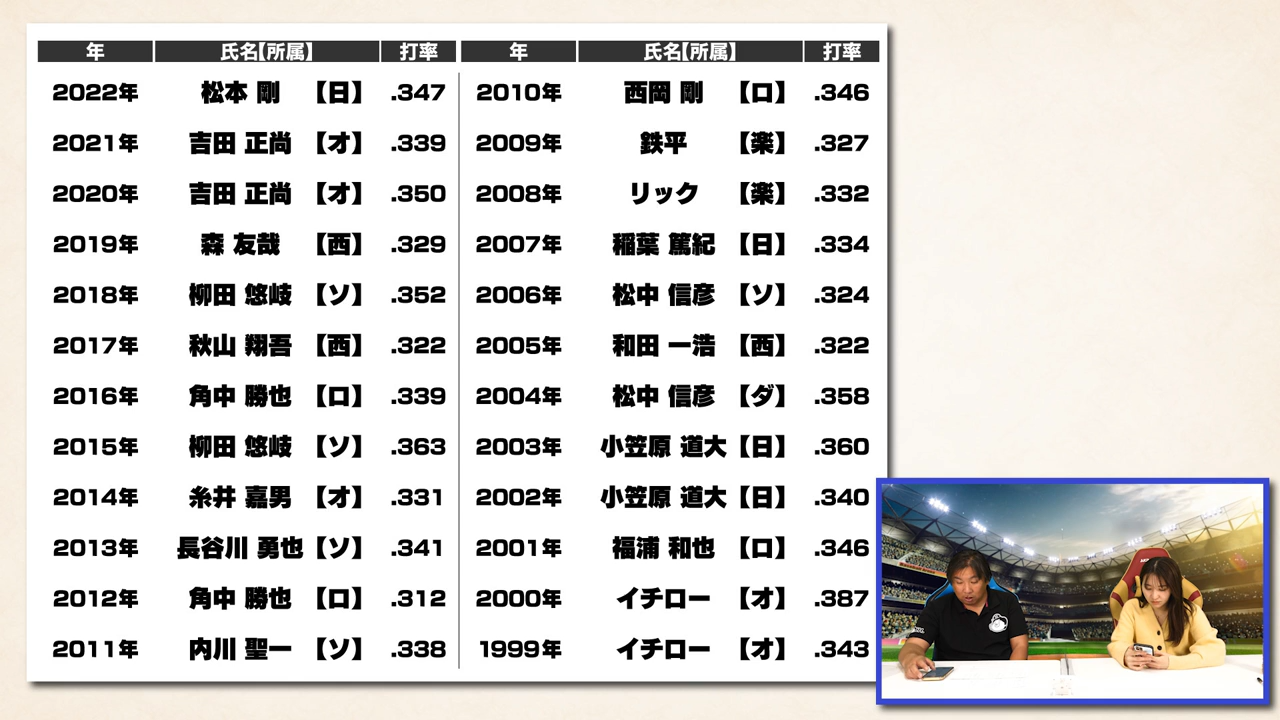 年 氏名【所属】 打率 年 氏名【所属】 打率
2022年 松本 剛 【日】 .347 2010年 西岡 剛 【ロ】 .346
2021年 吉田 正尚 【オ】 .339 2009年 鉄平 【楽】 .327
2020年 吉田 正尚 【オ】 .350 2008年 リック 【楽】 .332
2019年 森 友哉 【西】 .329 2007年 稲葉 篤紀 【日】 .334
2018年 柳田 悠岐 【ソ】 .352 2006年 松中 信彦 【ソ】 .324
2017年 秋山 翔吾 【西】 .322 2005年 和田 一浩 【西】 .322
2016年 角中 勝也 【ロ】 .339 2004年 松中 信彦 【ダ】 .358
2015年 柳田 悠岐 【ソ】 .363 2003年 小笠原 道大 【日】 .360
2014年 糸井 嘉男 【オ】 .331 2002年 小笠原 道大 【日】 .340
2013年 長谷川 勇也 【ソ】 .341 2001年 福浦 和也 【ロ】 .346
2012年 角中 勝也 【ロ】 .312 2000年 イチロー 【オ】 .387
2011年 内川 聖一 【ソ】 .338 1999年 イチロー 【オ】 .343